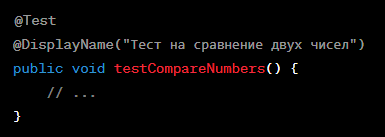 @Test
@DisplayName("Тест на сравнение двух чисел")
public void testCompareNumbers() {
    // ...
}